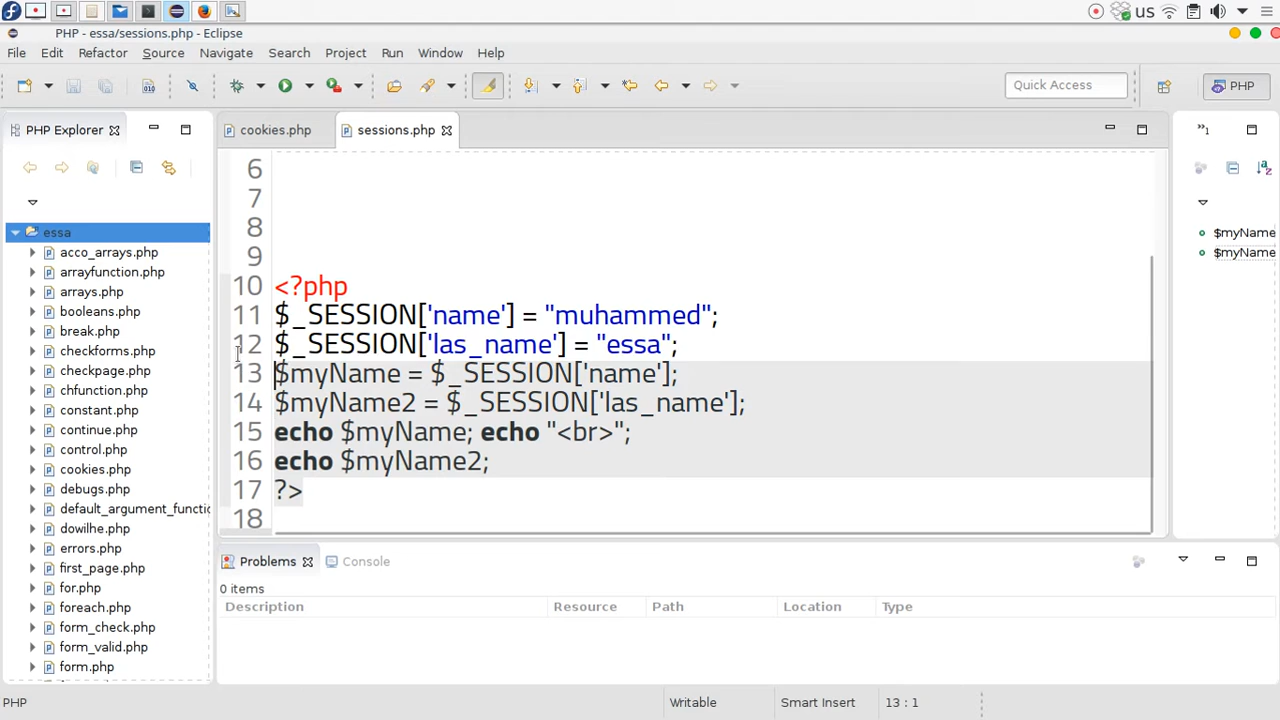 us
PHP - essa/sessions.php - Eclipse
File Edit Refactor Source Navigate Search Project Run Window Help
Quick Access
PHP
PHP Explorer
cookies.php
sessions.php
essa
acco_arrays.php
arrayfunction.php
arrays.php
booleans.php
break.php
checkforms.php
checkpage.php
chfunction.php
constant.php
continue.php
control.php
cookies.php
debugs.php
default_argument_functic
dowilhe.php
errors.php
first_page.php
for.php
foreach.php
form_check.php
form_valid.php
form.php
6
7
8
9
10 <?php
11 $_SESSION['name'] = "muhammed";
12 $_SESSION['las_name'] = "essa";
13 $myName = $_SESSION['name'];
14 $myName2 = $_SESSION['las_name'];
15 echo $myName; echo "<br>";
16 echo $myName2;
17 ?>
18
»1
$myName
$myName
Problems
Console
0 items
Description Resource Path Location Type
PHP
Writable
Smart Insert
13 : 1